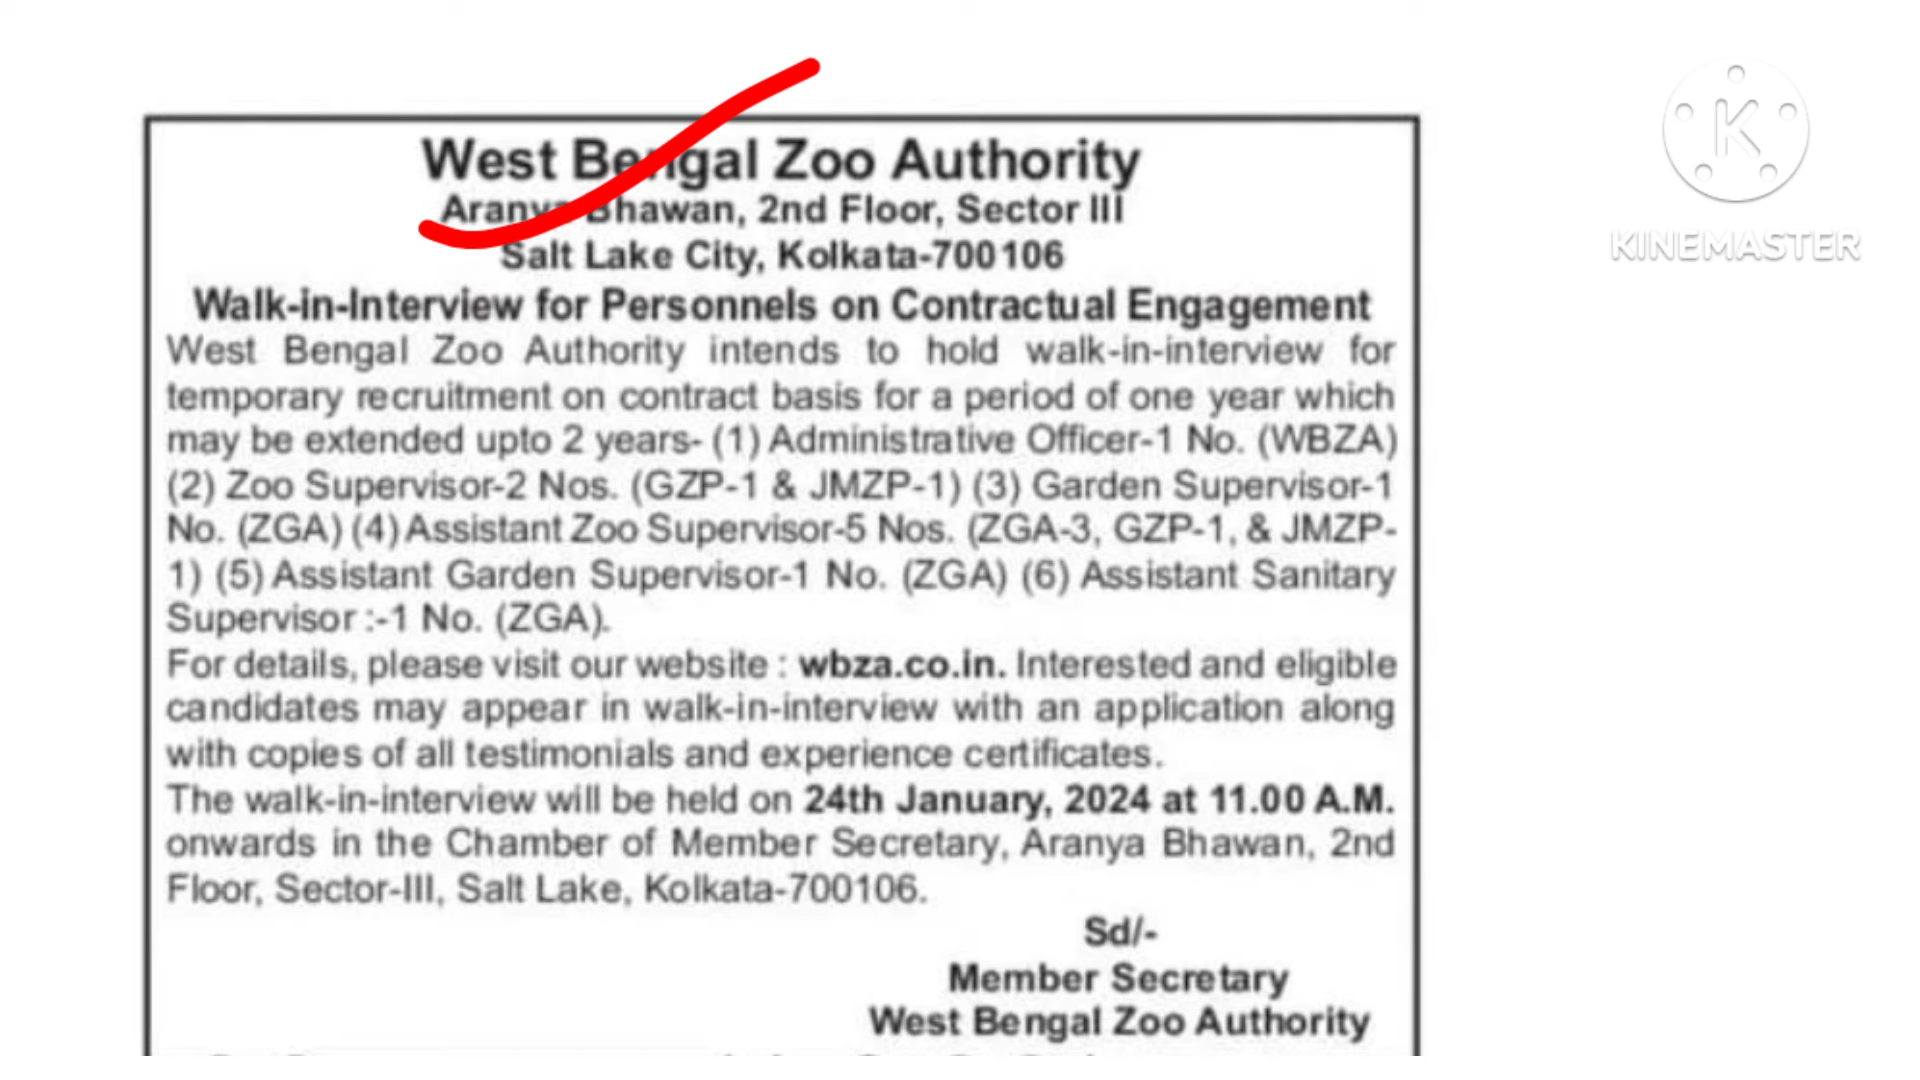 West Bengal Zoo Authority
Aranya Bhawan, 2nd Floor, Sector III
Salt Lake City, Kolkata-700106
Walk-in-Interview for Personnels on Contractual Engagement
West Bengal Zoo Authority intends to hold walk-in-interview for
temporary recruitment on contract basis for a period of one year which
may be extended upto 2 years- (1) Administrative Officer-1 No. (WBZA)
(2) Zoo Supervisor-2 Nos. (GZP-1 & JMZP-1) (3) Garden Supervisor-1
No. (ZGA) (4) Assistant Zoo Supervisor-5 Nos. (ZGA-3, GZP-1, & JMZP-
1) (5) Assistant Garden Supervisor-1 No. (ZGA) (6) Assistant Sanitary
Supervisor :-1 No. (ZGA).
For details, please visit our website : wbza.co.in. Interested and eligible
candidates may appear in walk-in-interview with an application along
with copies of all testimonials and experience certificates.
The walk-in-interview will be held on 24th January, 2024 at 11.00 A.M.
onwards in the Chamber of Member Secretary, Aranya Bhawan, 2nd
Floor, Sector-III, Salt Lake, Kolkata-700106.
Sd/-
Member Secretary
West Bengal Zoo Authority
K
KINEMASTER